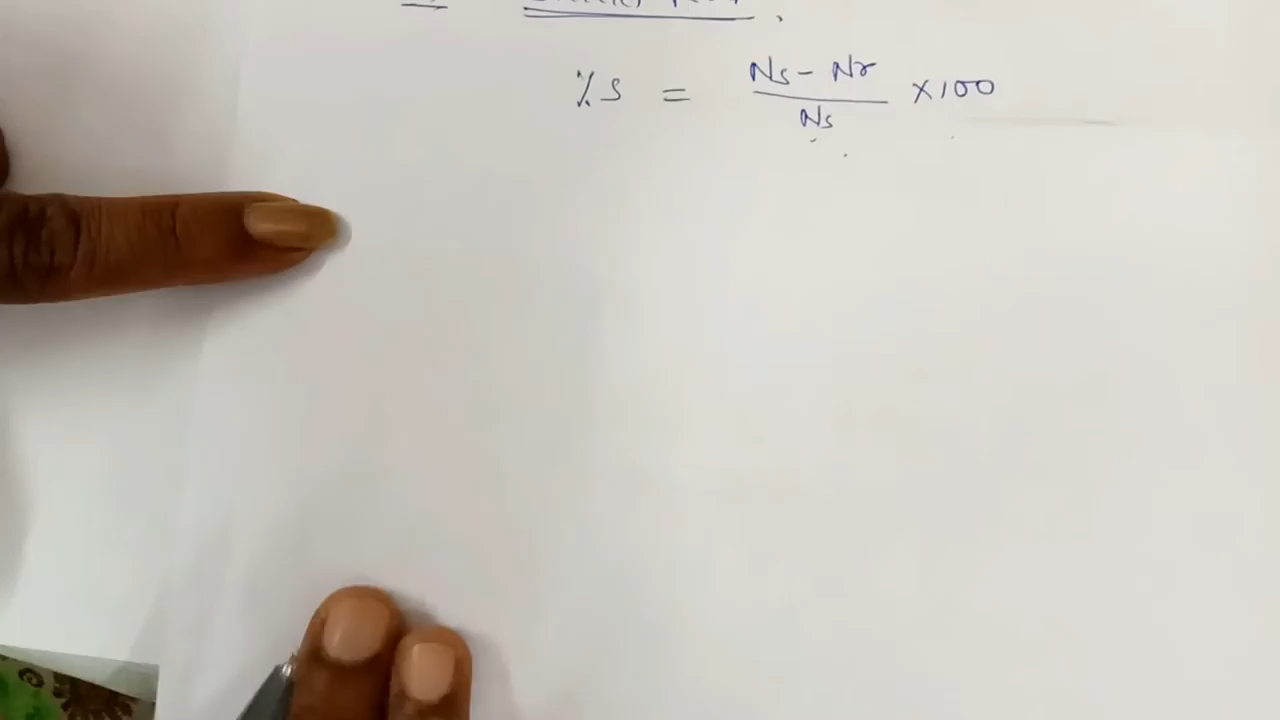 %S = Ns - Nr / Ns ×100